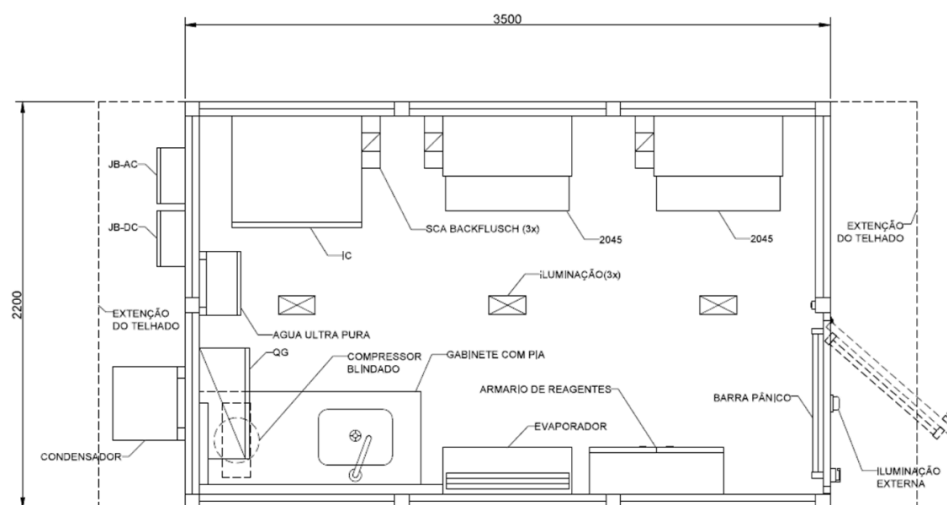 3500
JB-AC
JB-DC
2200
SCA BACKFLUSCH (3x)
2045
2045
EXTENÇÃO
DO TELHADO
IC
ILUMINAÇÃO(3x)
EXTENÇÃO
DO TELHADO
AGUA ULTRA PURA
QG
COMPRESSOR
BLINDADO
GABINETE COM PIA
ARMARIO DE REAGENTES
BARRA PÂNICO
EVAPORADOR
CONDENSADOR
ILUMINAÇÃO
EXTERNA